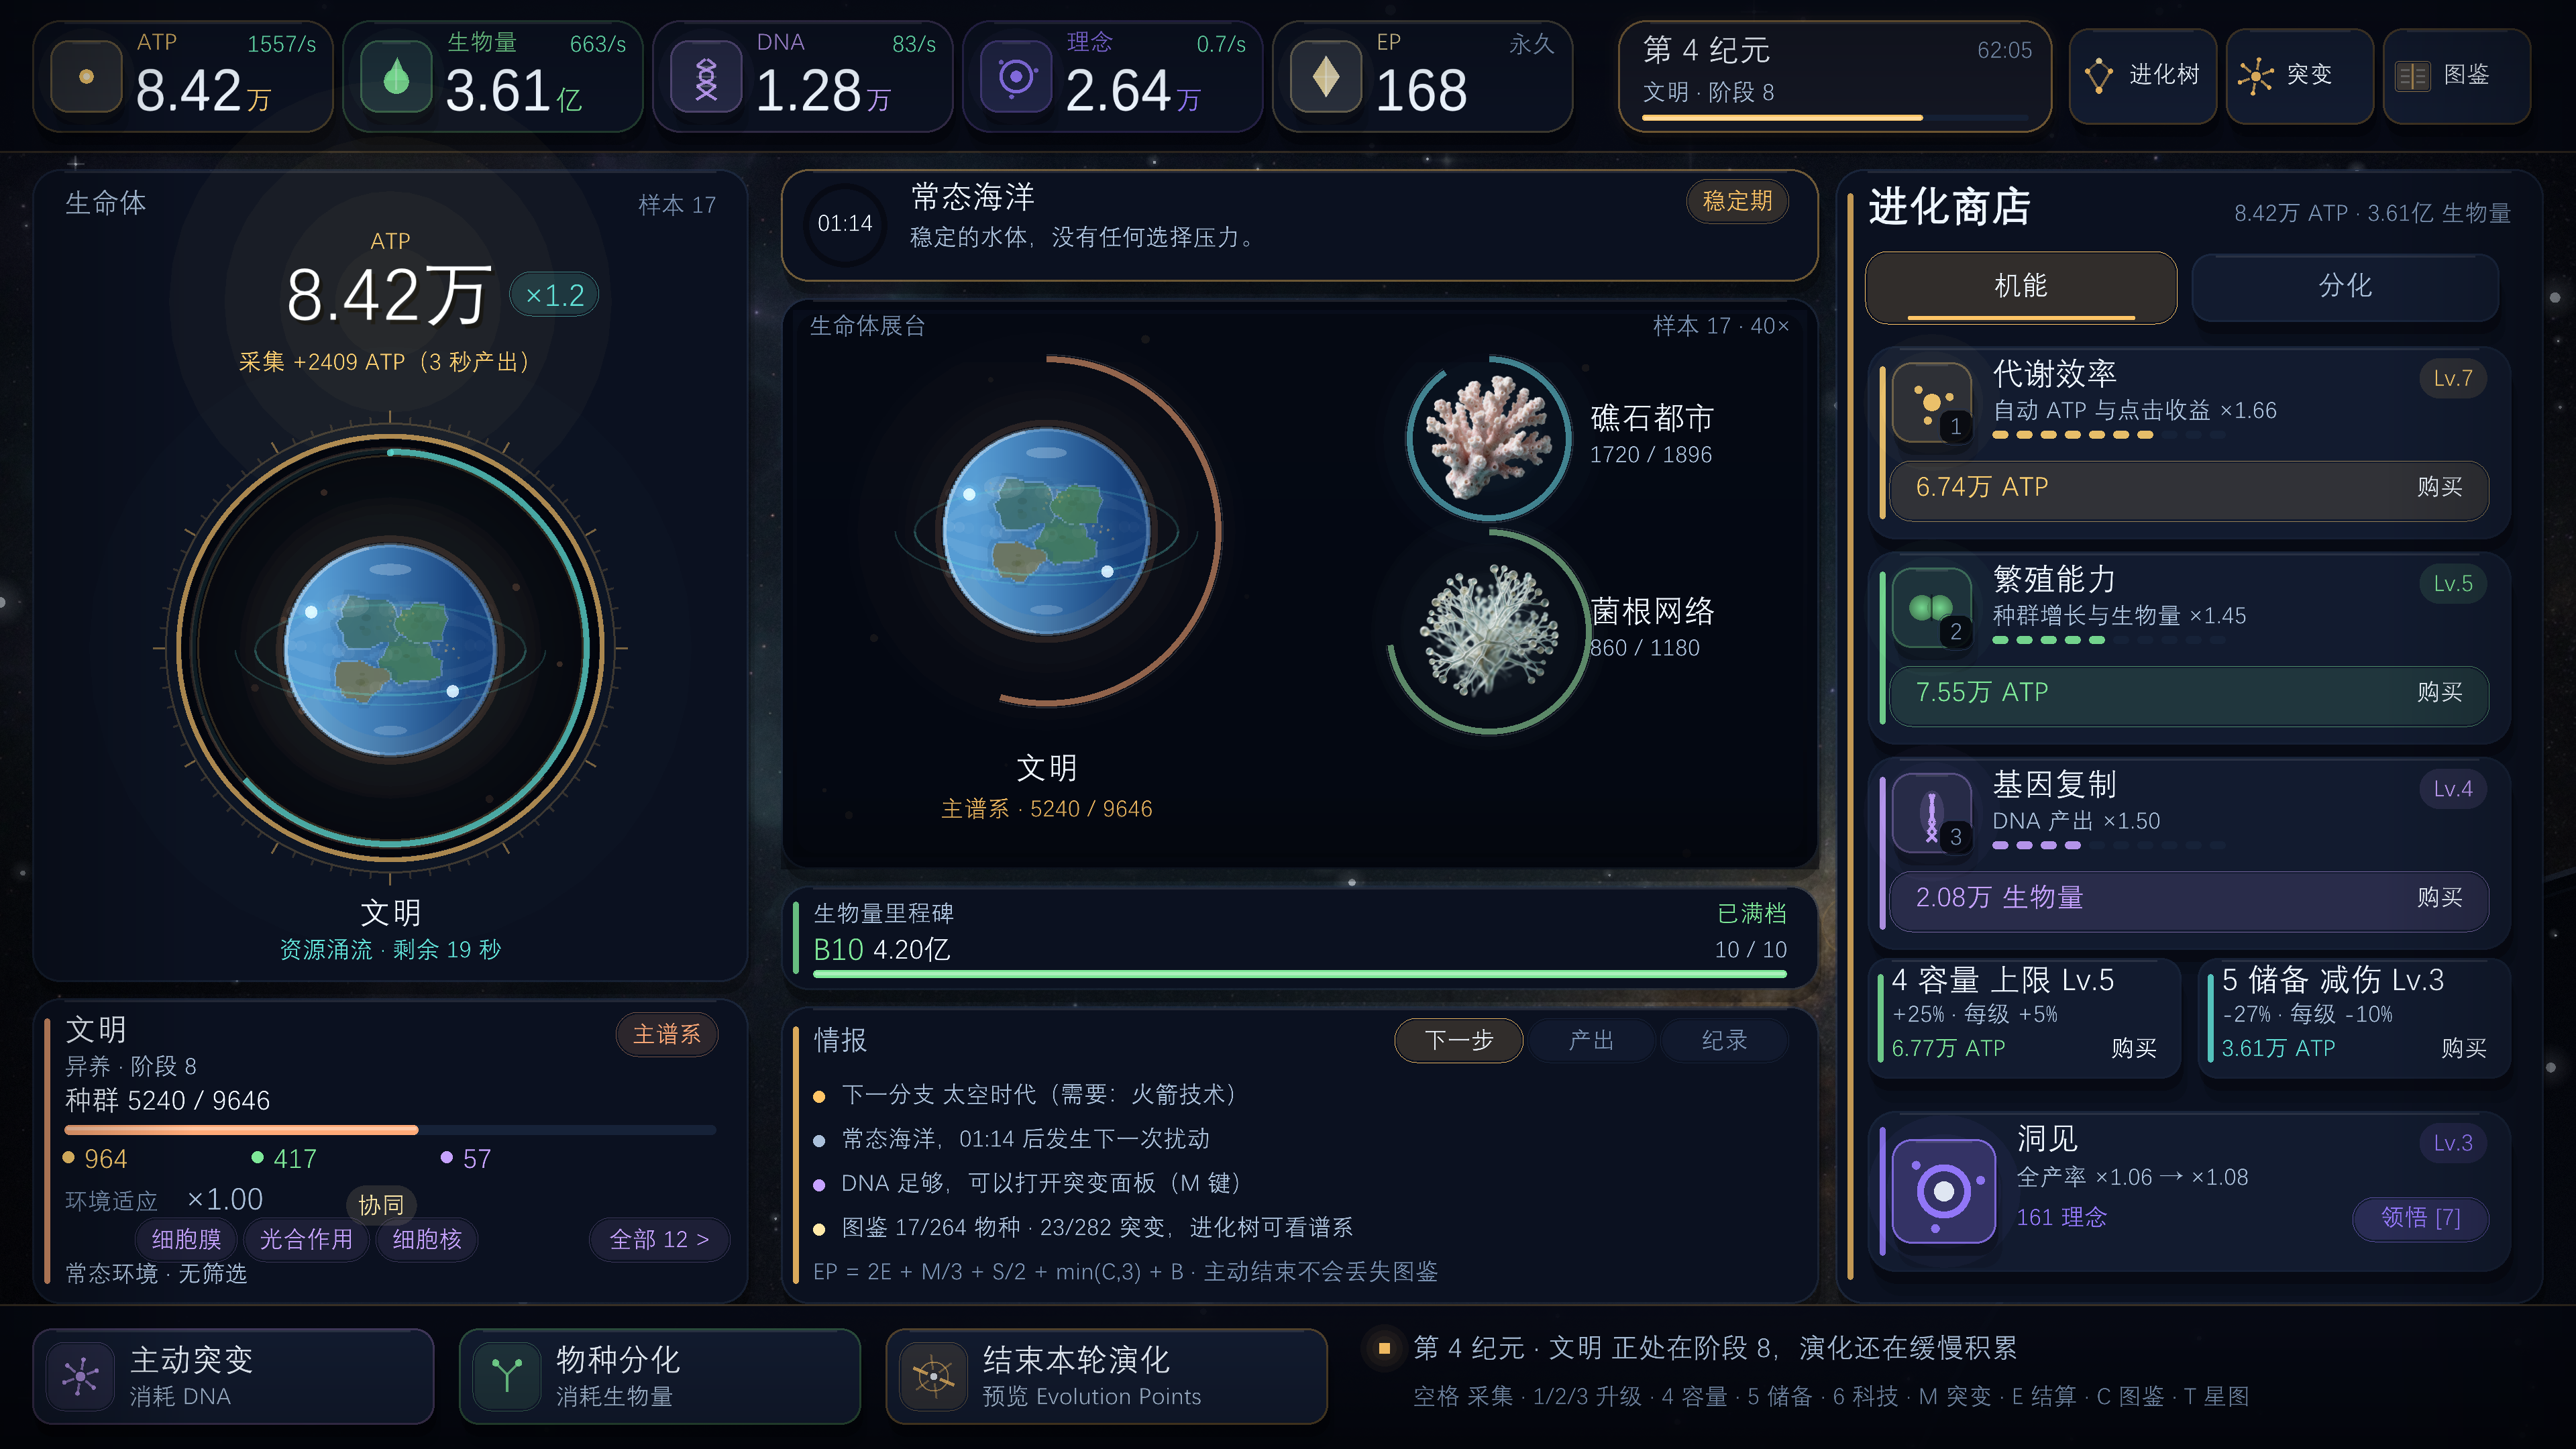 ATP 1557/s
8.42万
生物量 663/s
3.61亿
DNA 83/s
1.28万
理念 0.7/s
2.64万
EP 永久
168
第 4 纪元 62:05
文明 · 阶段 8
进化树
突变
图鉴
生命体 样本 17
ATP
8.42万 ×1.2
采集 +2409 ATP（3 秒产出）
文明
资源涌流 · 剩余 19 秒
文明 主谱系
异养 · 阶段 8
种群 5240 / 9646
964 417 57
环境适应 ×1.00 协同
细胞膜 光合作用 细胞核 全部 12 >
常态环境 · 无筛选
01:14
常态海洋 稳定期
稳定的水体，没有任何选择压力。
生命体展台 样本 17 · 40×
礁石都市
1720 / 1896
菌根网络
860 / 1180
文明
主谱系 · 5240 / 9646
生物量里程碑 已满档
B10 4.20亿 10 / 10
情报 下一步 产出 纪录
下一分支 太空时代（需要：火箭技术）
常态海洋，01:14 后发生下一次扰动
DNA 足够，可以打开突变面板（M 键）
图鉴 17/264 物种 · 23/282 突变，进化树可看谱系
EP = 2E + M/3 + S/2 + min(C,3) + B · 主动结束不会丢失图鉴
进化商店 8.42万 ATP · 3.61亿 生物量
机能 分化
代谢效率 Lv.7
自动 ATP 与点击收益 ×1.66
1
6.74万 ATP 购买
繁殖能力 Lv.5
种群增长与生物量 ×1.45
2
7.55万 ATP 购买
基因复制 Lv.4
DNA 产出 ×1.50
3
2.08万 生物量 购买
4 容量 上限 Lv.5
+25% · 每级 +5%
6.77万 ATP 购买
5 储备 减伤 Lv.3
-27% · 每级 -10%
3.61万 ATP 购买
洞见 Lv.3
全产率 ×1.06 → ×1.08
161 理念 领悟 [7]
主动突变
消耗 DNA
物种分化
消耗生物量
结束本轮演化
预览 Evolution Points
第 4 纪元 · 文明 正处在阶段 8，演化还在缓慢积累
空格 采集 · 1/2/3 升级 · 4 容量 · 5 储备 · 6 科技 · M 突变 · E 结算 · C 图鉴 · T 星图